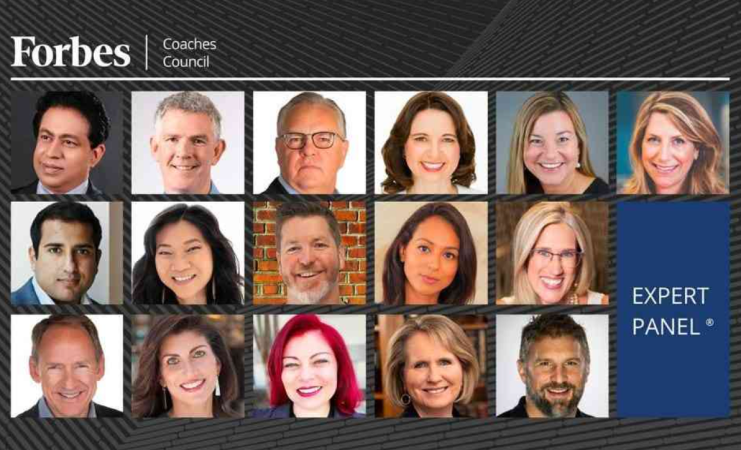 Forbes
Coaches
Council
EXPERT
PANEL ®